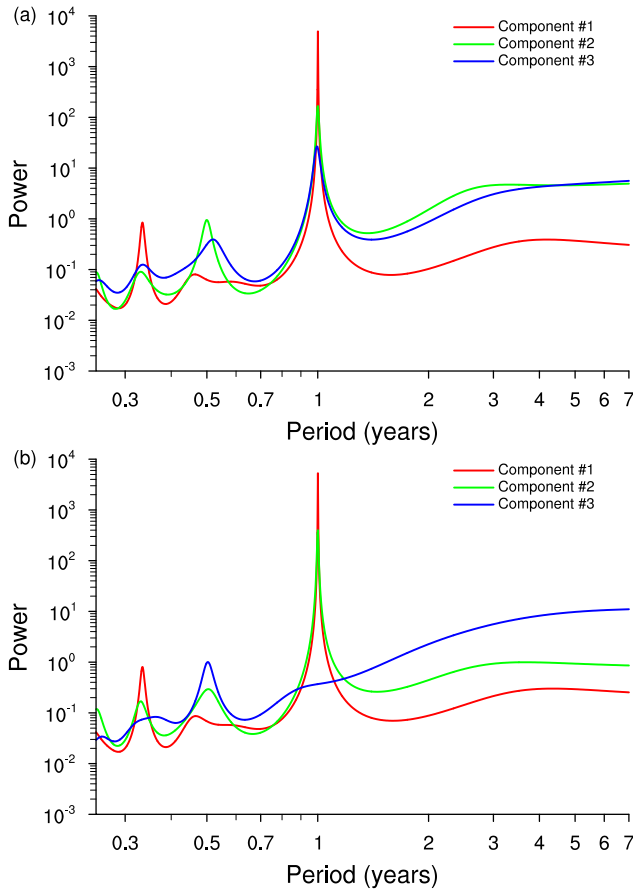 (a)
10^4
10^3
10^2
10^1
10^0
10^-1
10^-2
10^-3
Power
Component #1
Component #2
Component #3
0.3 0.5 0.7 1 2 3 4 5 6 7
Period (years)
(b)
10^4
10^3
10^2
10^1
10^0
10^-1
10^-2
10^-3
Power
Component #1
Component #2
Component #3
0.3 0.5 0.7 1 2 3 4 5 6 7
Period (years)